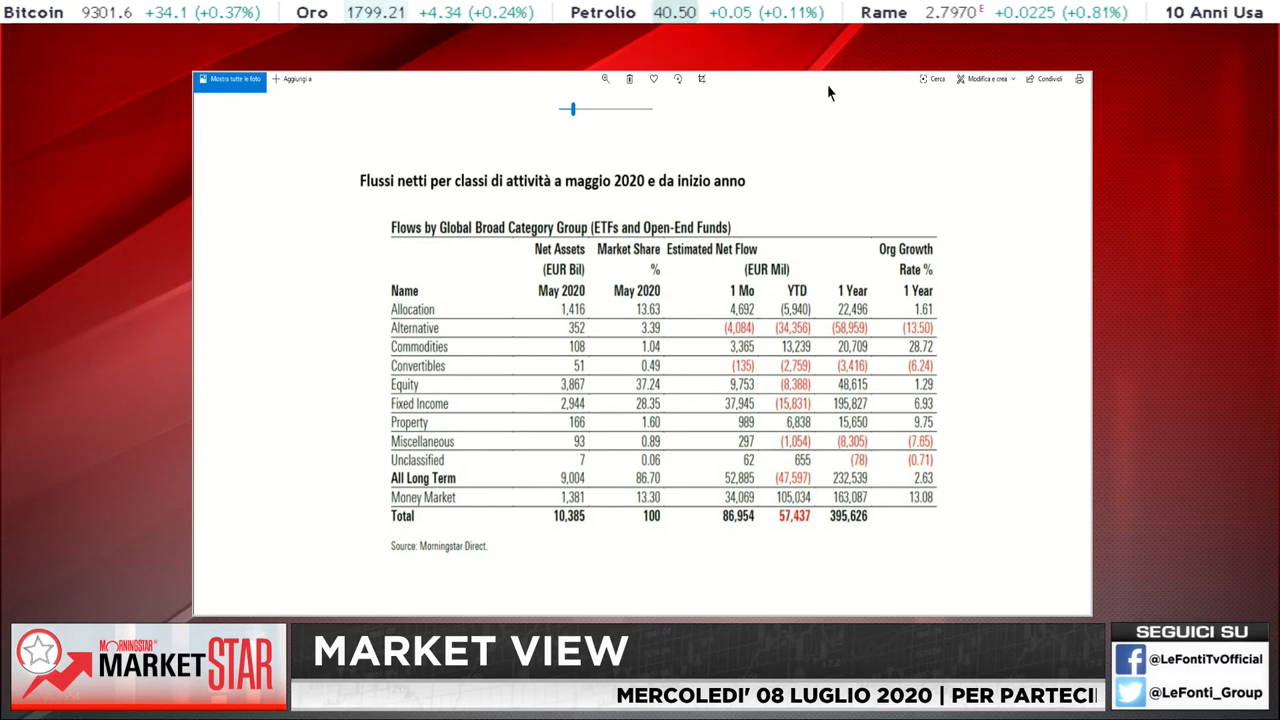 Bitcoin 9301.6 +34.1 (+0.37%) Oro 1799.21 +4.34 (+0.24%) Petrolio 40.50 +0.05 (+0.11%) Rame 2.7970 E +0.0225 (+0.81%) 10 Anni Usa
Mostra tutte le foto Aggiungi a Cerca Modifica e crea Condividi
Flussi netti per classi di attività a maggio 2020 e da inizio anno
Flows by Global Broad Category Group (ETFs and Open-End Funds)
Net Assets Market Share Estimated Net Flow Org Growth
(EUR Bil) % (EUR Mil) Rate %
Name May 2020 May 2020 1 Mo YTD 1 Year 1 Year
Allocation 1,416 13.63 4,692 (5,940) 22,496 1.61
Alternative 352 3.39 (4,084) (34,356) (58,959) (13.50)
Commodities 108 1.04 3,365 13,239 20,709 28.72
Convertibles 51 0.49 (135) (2,759) (3,416) (6.24)
Equity 3,867 37.24 9,753 (8,388) 48,615 1.29
Fixed Income 2,944 28.35 37,945 (15,831) 195,827 6.93
Property 166 1.60 989 6,838 15,650 9.75
Miscellaneous 93 0.89 297 (1,054) (8,305) (7.65)
Unclassified 7 0.06 62 655 (78) (0.71)
All Long Term 9,004 86.70 52,885 (47,597) 232,539 2.63
Money Market 1,381 13.30 34,069 105,034 163,087 13.08
Total 10,385 100 86,954 57,437 395,626
Source: Morningstar Direct.
MORNINGSTAR®
MARKETSTAR
MARKET VIEW
MERCOLEDI' 08 LUGLIO 2020 | PER PARTECI
SEGUICI SU
@LeFontiTvOfficial
@LeFonti_Group